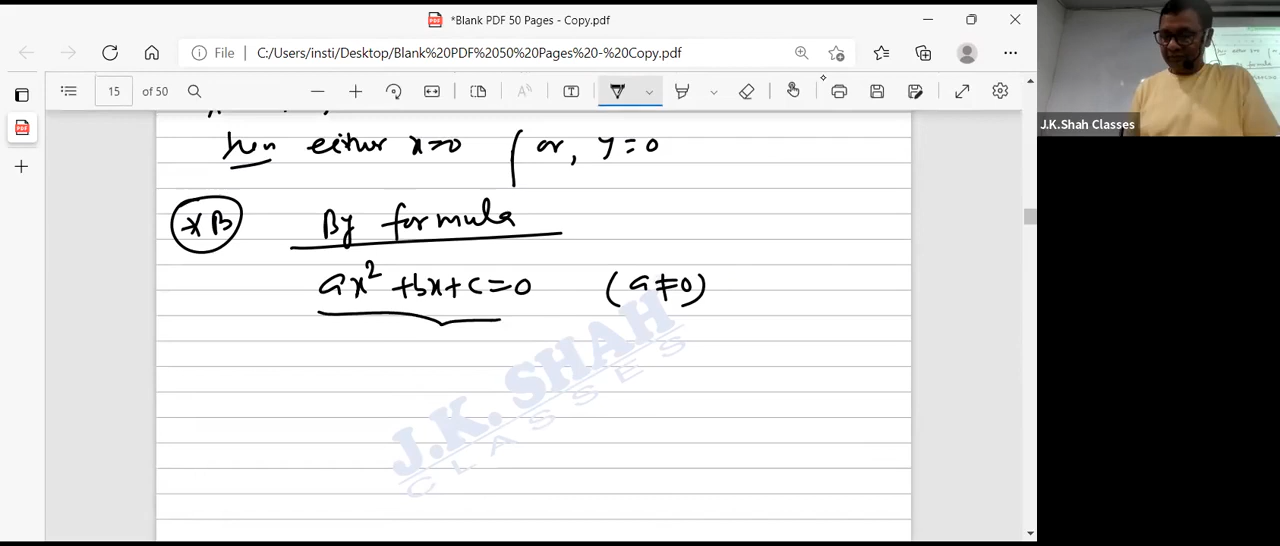 *Blank PDF 50 Pages - Copy.pdf
File C:/Users/insti/Desktop/Blank%20PDF%2050%20Pages%20-%20Copy.pdf
15 of 50
then either x=0 or, y=0
*B By formula
ax²+bx+c=0 (a≠0)
J.K. SHAH
CLASSES
J.K.Shah Classes